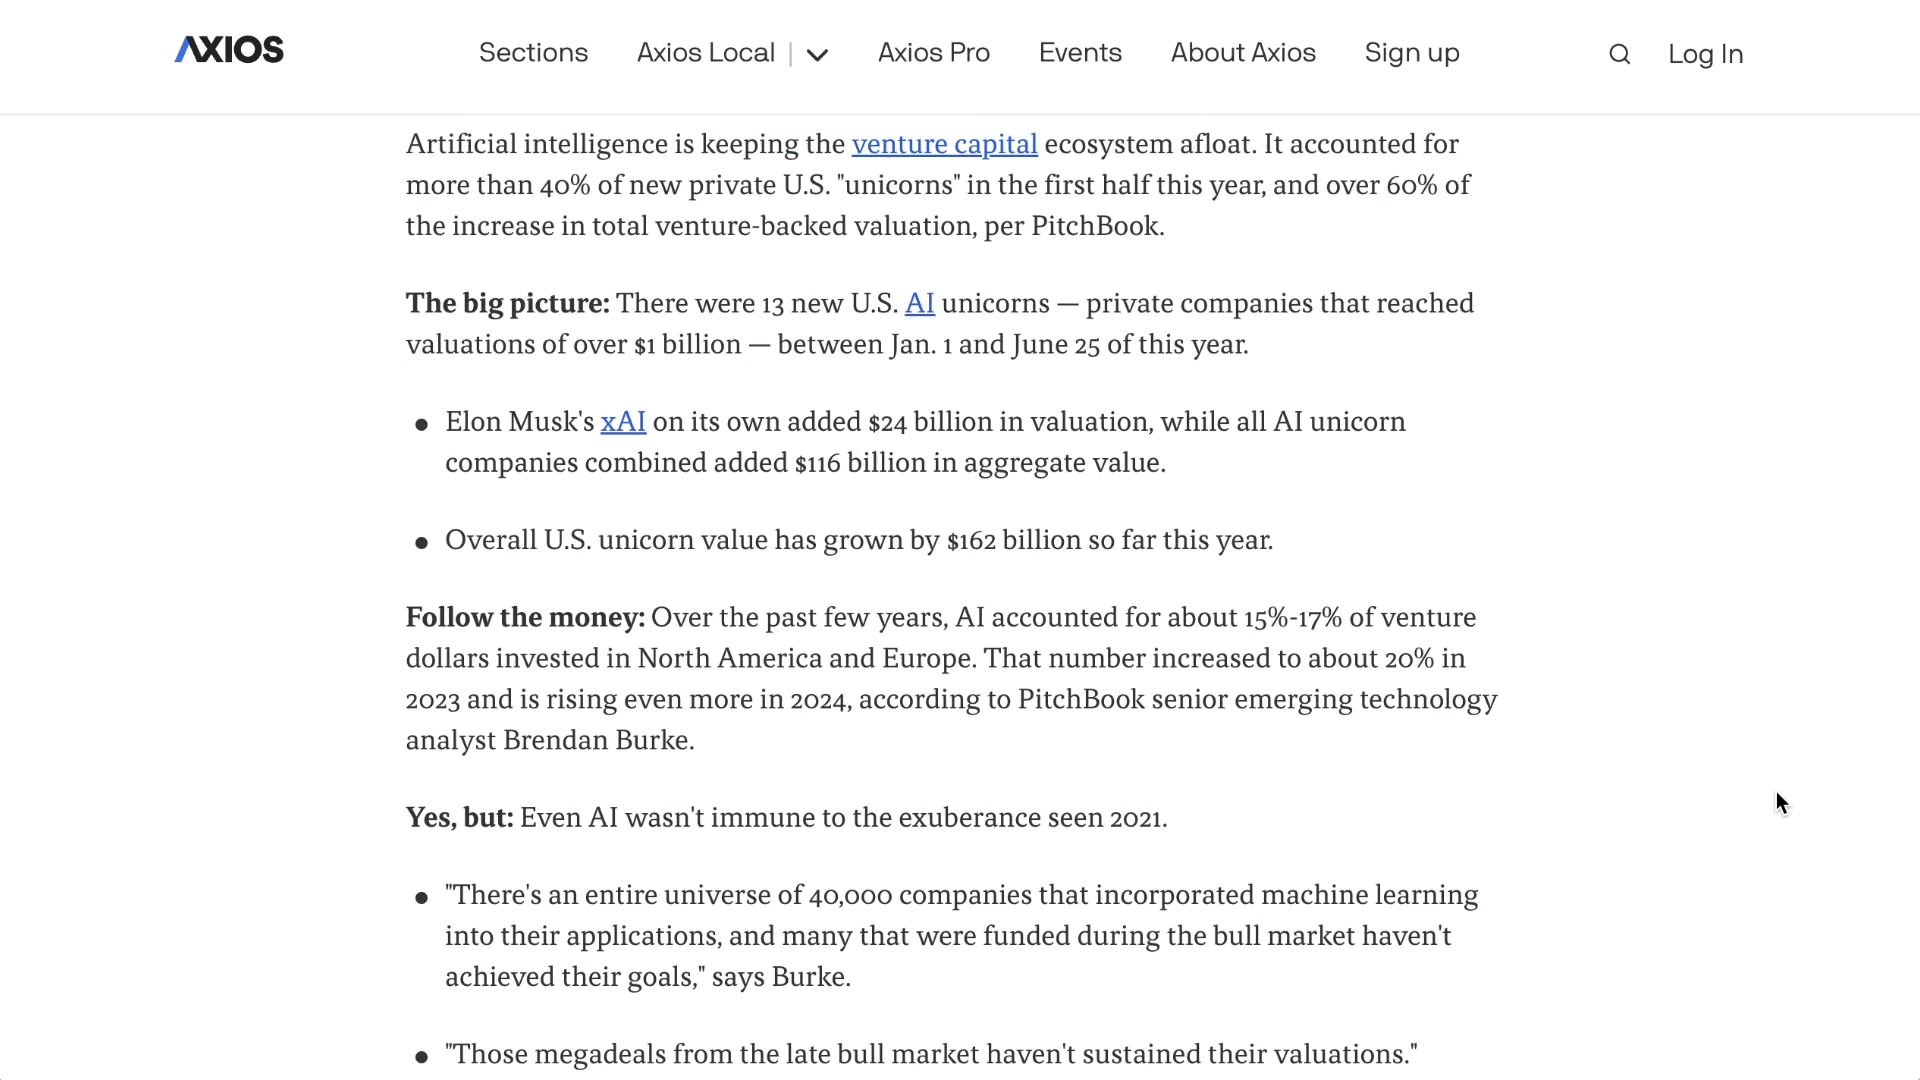 AXIOS
Sections
Axios Local
Axios Pro
Events
About Axios
Sign up
Log In
Artificial intelligence is keeping the venture capital ecosystem afloat. It accounted for
more than 40% of new private U.S. "unicorns" in the first half this year, and over 60% of
the increase in total venture-backed valuation, per PitchBook.
The big picture: There were 13 new U.S. AI unicorns — private companies that reached
valuations of over $1 billion — between Jan. 1 and June 25 of this year.
Elon Musk's xAI on its own added $24 billion in valuation, while all AI unicorn
companies combined added $116 billion in aggregate value.
Overall U.S. unicorn value has grown by $162 billion so far this year.
Follow the money: Over the past few years, AI accounted for about 15%-17% of venture
dollars invested in North America and Europe. That number increased to about 20% in
2023 and is rising even more in 2024, according to PitchBook senior emerging technology
analyst Brendan Burke.
Yes, but: Even AI wasn't immune to the exuberance seen 2021.
"There's an entire universe of 40,000 companies that incorporated machine learning
into their applications, and many that were funded during the bull market haven't
achieved their goals," says Burke.
"Those megadeals from the late bull market haven't sustained their valuations."